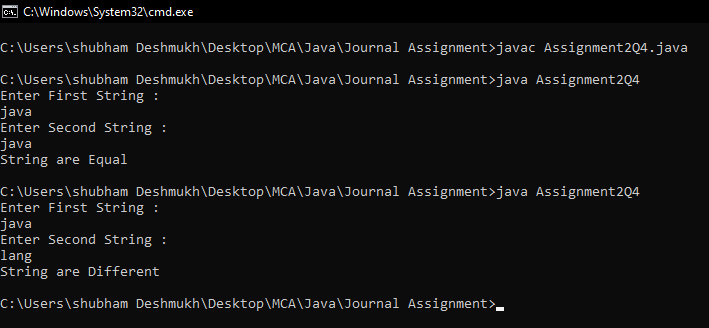 C:\Windows\System32\cmd.exe
C:\Users\shubham Deshmukh\Desktop\MCA\Java\Journal Assignment>javac Assignment2Q4.java
C:\Users\shubham Deshmukh\Desktop\MCA\Java\Journal Assignment>java Assignment2Q4
Enter First String :
java
Enter Second String :
java
String are Equal
C:\Users\shubham Deshmukh\Desktop\MCA\Java\Journal Assignment>java Assignment2Q4
Enter First String :
java
Enter Second String :
lang
String are Different
C:\Users\shubham Deshmukh\Desktop\MCA\Java\Journal Assignment>